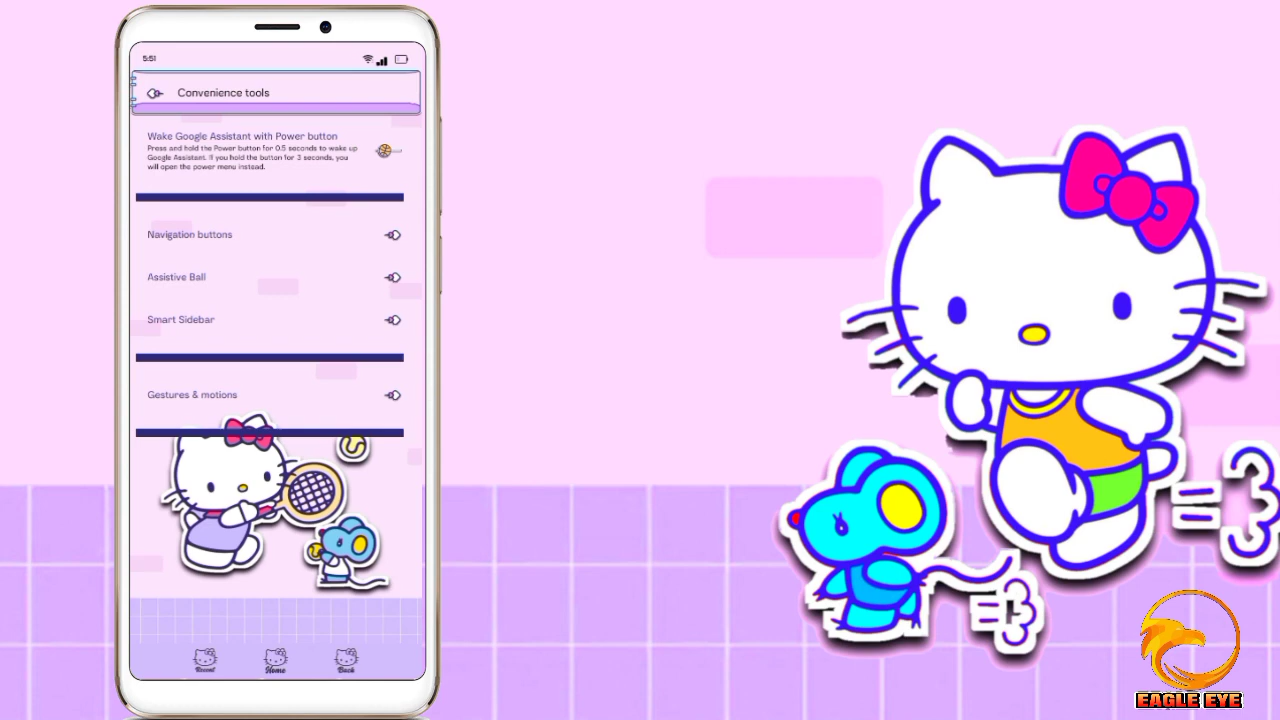 5:51
Convenience tools
Wake Google Assistant with Power button
Press and hold the Power button for 0.5 seconds to wake up
Google Assistant. If you hold the button for 3 seconds, you
will open the power menu instead.
Navigation buttons
Assistive Ball
Smart Sidebar
Gestures & motions
Recent
Home
Back
EAGLE EYE